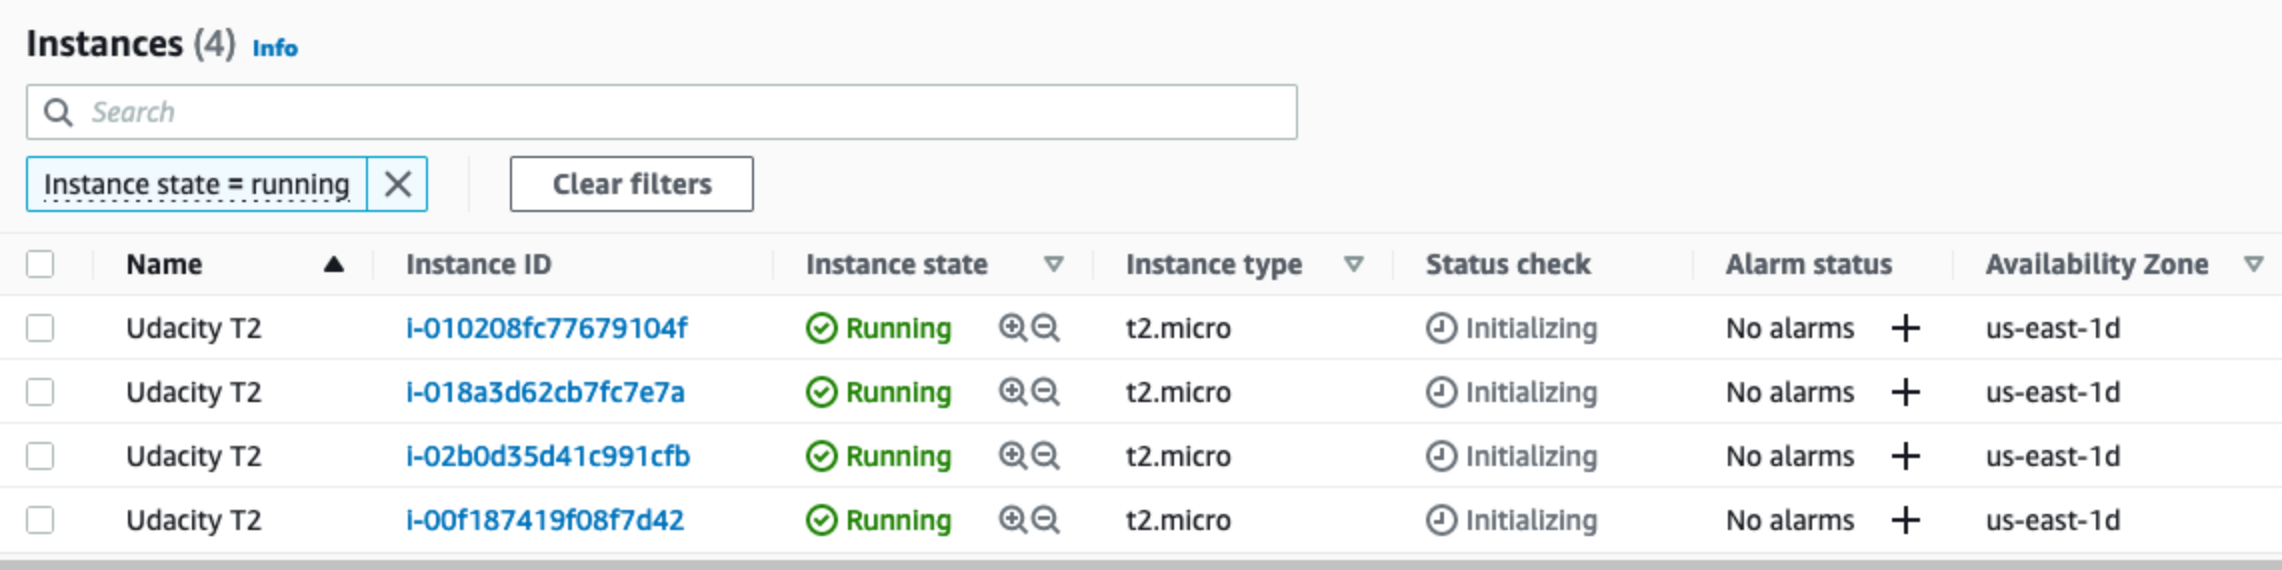 Instances (4) Info
Search
Instance state = running
Clear filters
Name Instance ID Instance state Instance type Status check Alarm status Availability Zone
Udacity T2 i-010208fc77679104f Running t2.micro Initializing No alarms + us-east-1d
Udacity T2 i-018a3d62cb7fc7e7a Running t2.micro Initializing No alarms + us-east-1d
Udacity T2 i-02b0d35d41c991cfb Running t2.micro Initializing No alarms + us-east-1d
Udacity T2 i-00f187419f08f7d42 Running t2.micro Initializing No alarms + us-east-1d